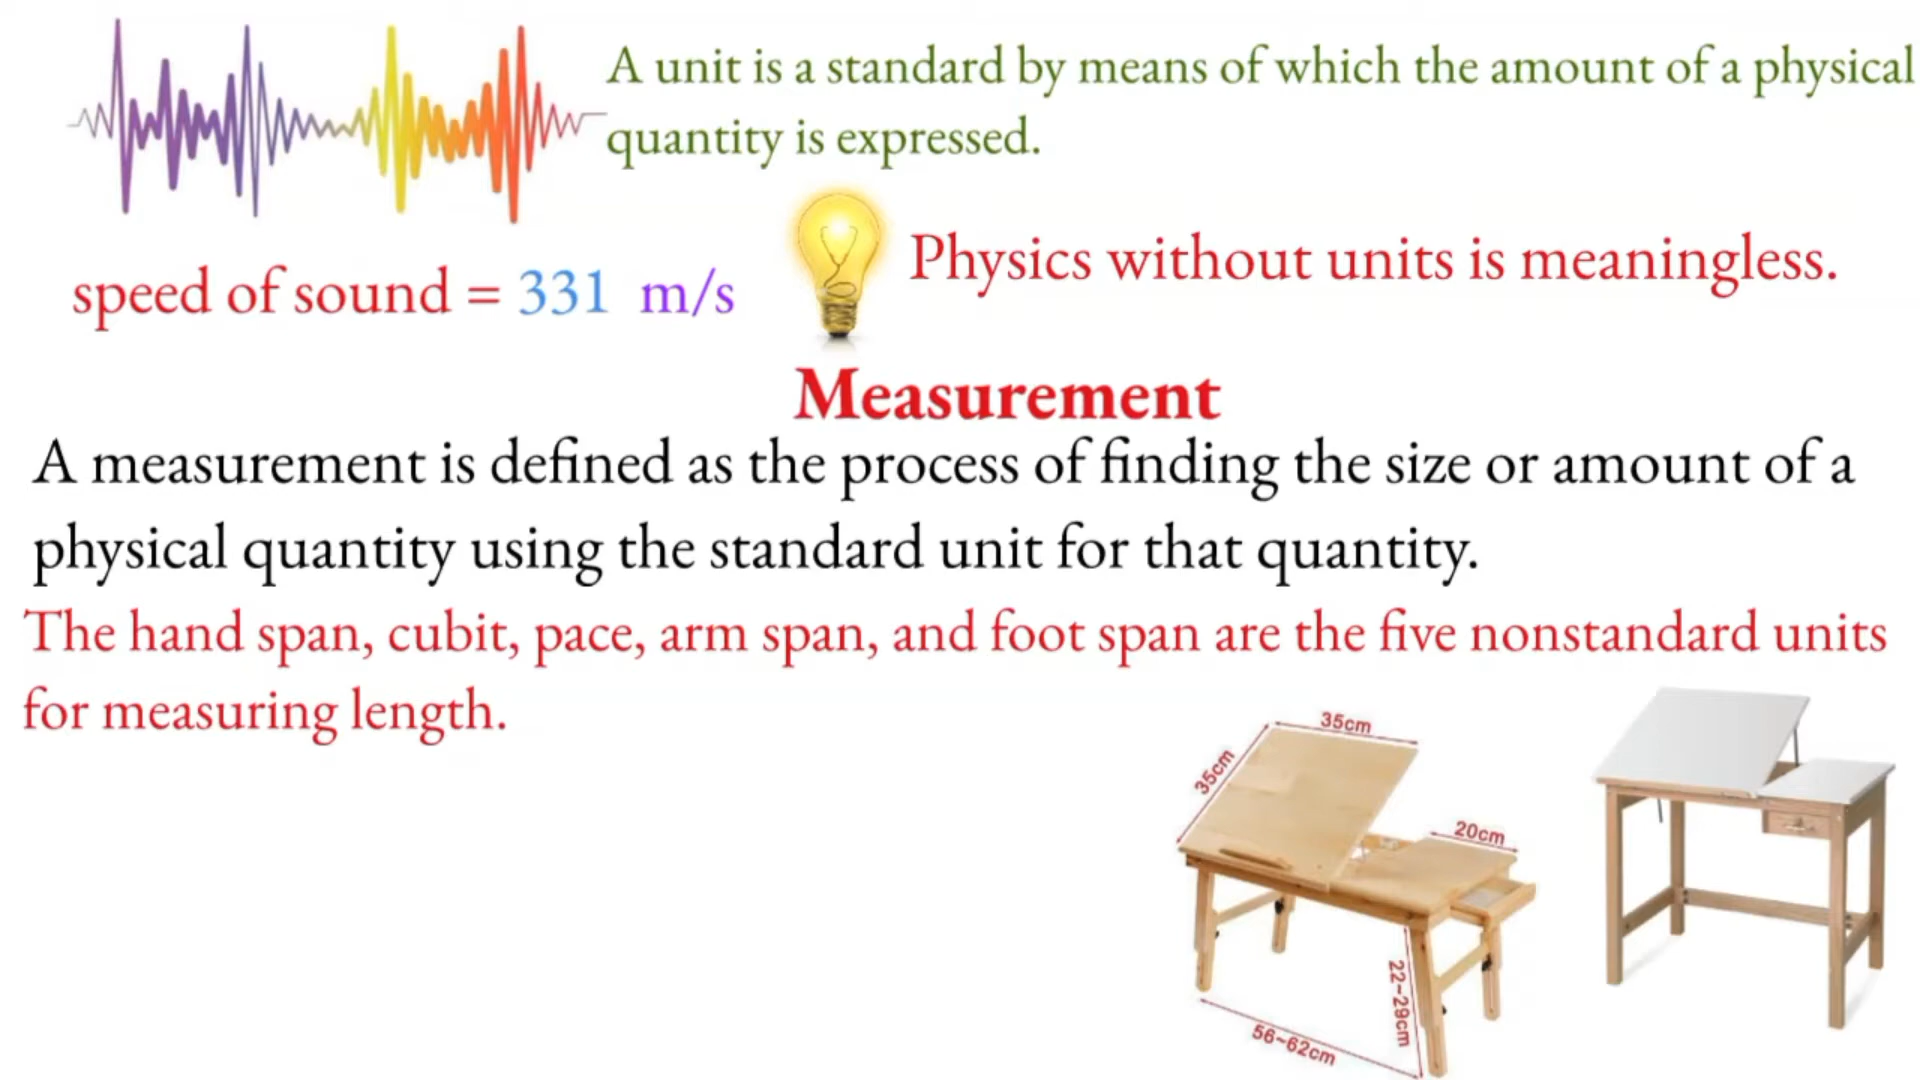 A unit is a standard by means of which the amount of a physical
quantity is expressed.
speed of sound = 331 m/s
Physics without units is meaningless.
Measurement
A measurement is defined as the process of finding the size or amount of a
physical quantity using the standard unit for that quantity.
The hand span, cubit, pace, arm span, and foot span are the five nonstandard units
for measuring length.
35cm
35cm
20cm
22~29cm
56~62cm